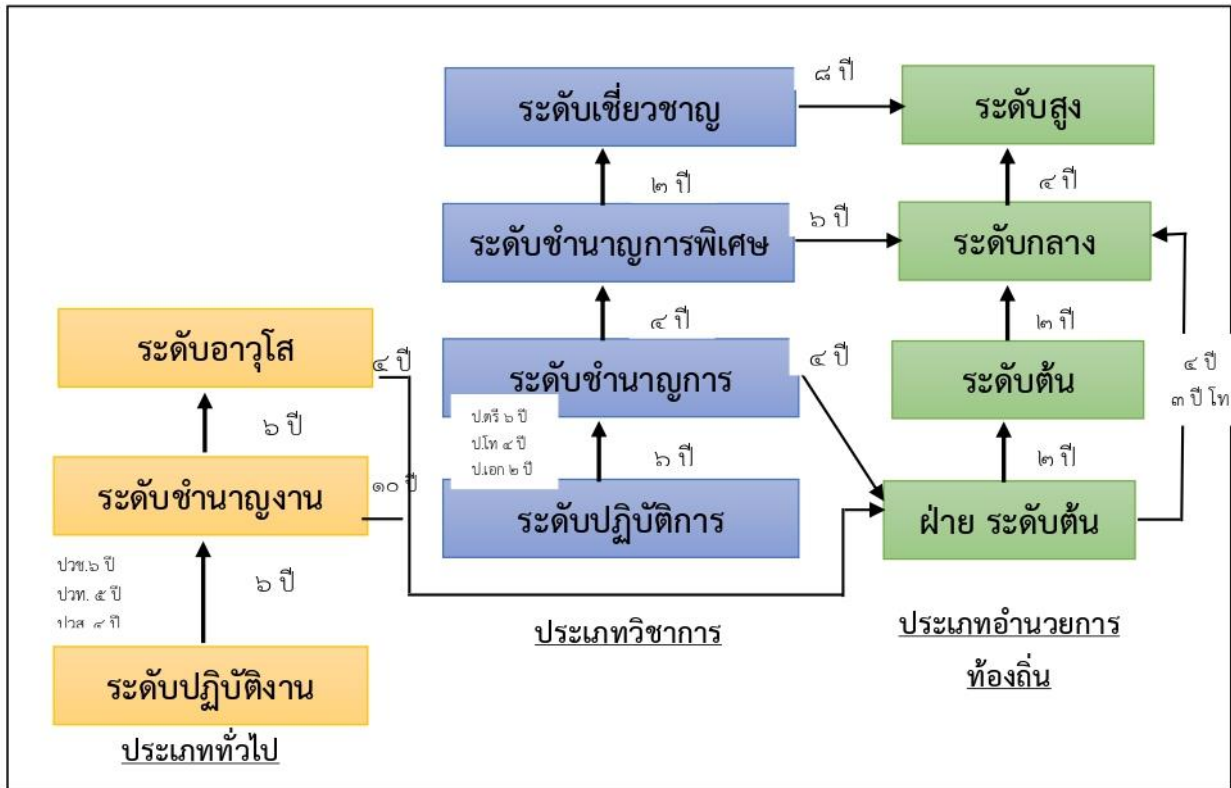 ระดับเชี่ยวชาญ
๘ ปี
ระดับสูง
๒ ปี
๔ ปี
ระดับชำนาญการพิเศษ
๖ ปี
ระดับกลาง
๔ ปี
๒ ปี
ระดับอาวุโส
๔ ปี
ระดับชำนาญการ
๔ ปี
ระดับต้น
๔ ปี
๓ ปี โท
ป.ตรี ๖ ปี
ป.โท ๔ ปี
ป.เอก ๒ ปี
๖ ปี
๖ ปี
๒ ปี
ระดับชำนาญงาน
๑๐ ปี
ระดับปฏิบัติการ
ฝ่าย ระดับต้น
ปวช.๖ ปี
ปวท. ๕ ปี
ปวส. ๔ ปี
๖ ปี
ประเภทวิชาการ
ประเภทอำนวยการ
ท้องถิ่น
ระดับปฏิบัติงาน
ประเภททั่วไป